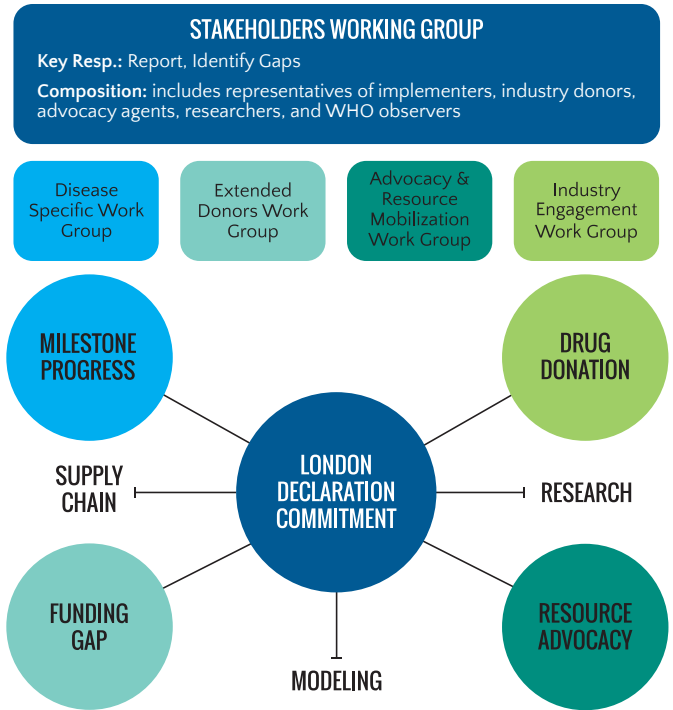 STAKEHOLDERS WORKING GROUP
Key Resp.: Report, Identify Gaps
Composition: includes representatives of implementers, industry donors,
advocacy agents, researchers, and WHO observers
Disease
Specific Work
Group
Extended
Donors Work
Group
Advocacy &
Resource
Mobilization
Work Group
Industry
Engagement
Work Group
MILESTONE
PROGRESS
DRUG
DONATION
LONDON
DECLARATION
COMMITMENT
SUPPLY
CHAIN
RESEARCH
FUNDING
GAP
RESOURCE
ADVOCACY
MODELING